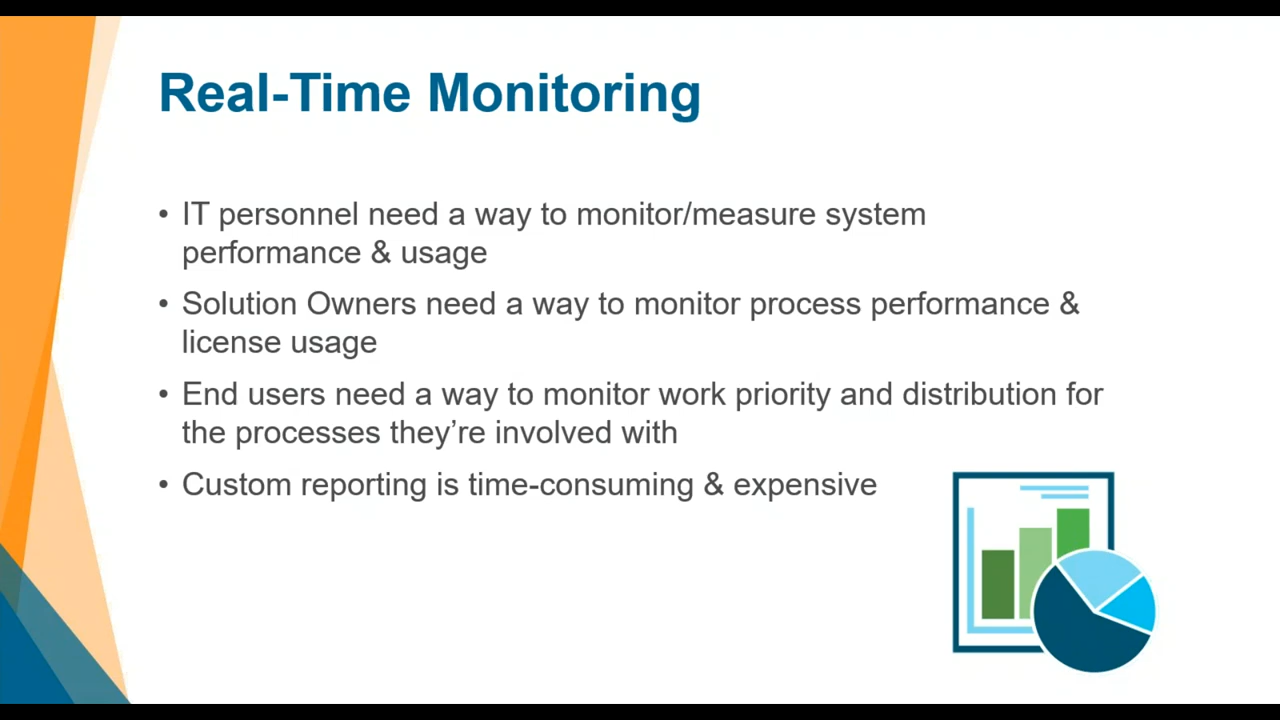 Real-Time Monitoring
• IT personnel need a way to monitor/measure system
performance & usage
• Solution Owners need a way to monitor process performance &
license usage
• End users need a way to monitor work priority and distribution for
the processes they’re involved with
• Custom reporting is time-consuming & expensive